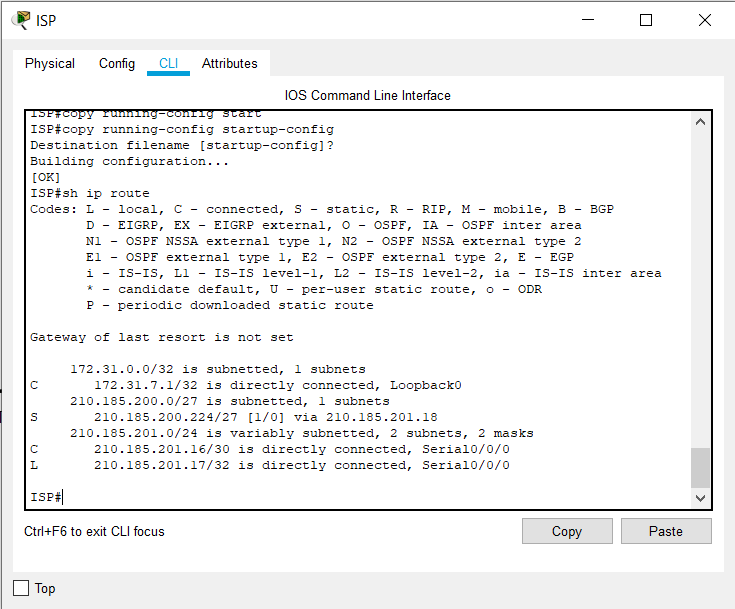 ISP
Physical Config CLI Attributes
IOS Command Line Interface
ISP#copy running-config start
ISP#copy running-config startup-config
Destination filename [startup-config]?
Building configuration...
[OK]
ISP#sh ip route
Codes: L - local, C - connected, S - static, R - RIP, M - mobile, B - BGP
       D - EIGRP, EX - EIGRP external, O - OSPF, IA - OSPF inter area
       N1 - OSPF NSSA external type 1, N2 - OSPF NSSA external type 2
       E1 - OSPF external type 1, E2 - OSPF external type 2, E - EGP
       i - IS-IS, L1 - IS-IS level-1, L2 - IS-IS level-2, ia - IS-IS inter area
       * - candidate default, U - per-user static route, o - ODR
       P - periodic downloaded static route
Gateway of last resort is not set
     172.31.0.0/32 is subnetted, 1 subnets
C       172.31.7.1/32 is directly connected, Loopback0
     210.185.200.0/27 is subnetted, 1 subnets
S       210.185.200.224/27 [1/0] via 210.185.201.18
     210.185.201.0/24 is variably subnetted, 2 subnets, 2 masks
C       210.185.201.16/30 is directly connected, Serial0/0/0
L       210.185.201.17/32 is directly connected, Serial0/0/0
ISP#
Ctrl+F6 to exit CLI focus
Copy Paste
Top